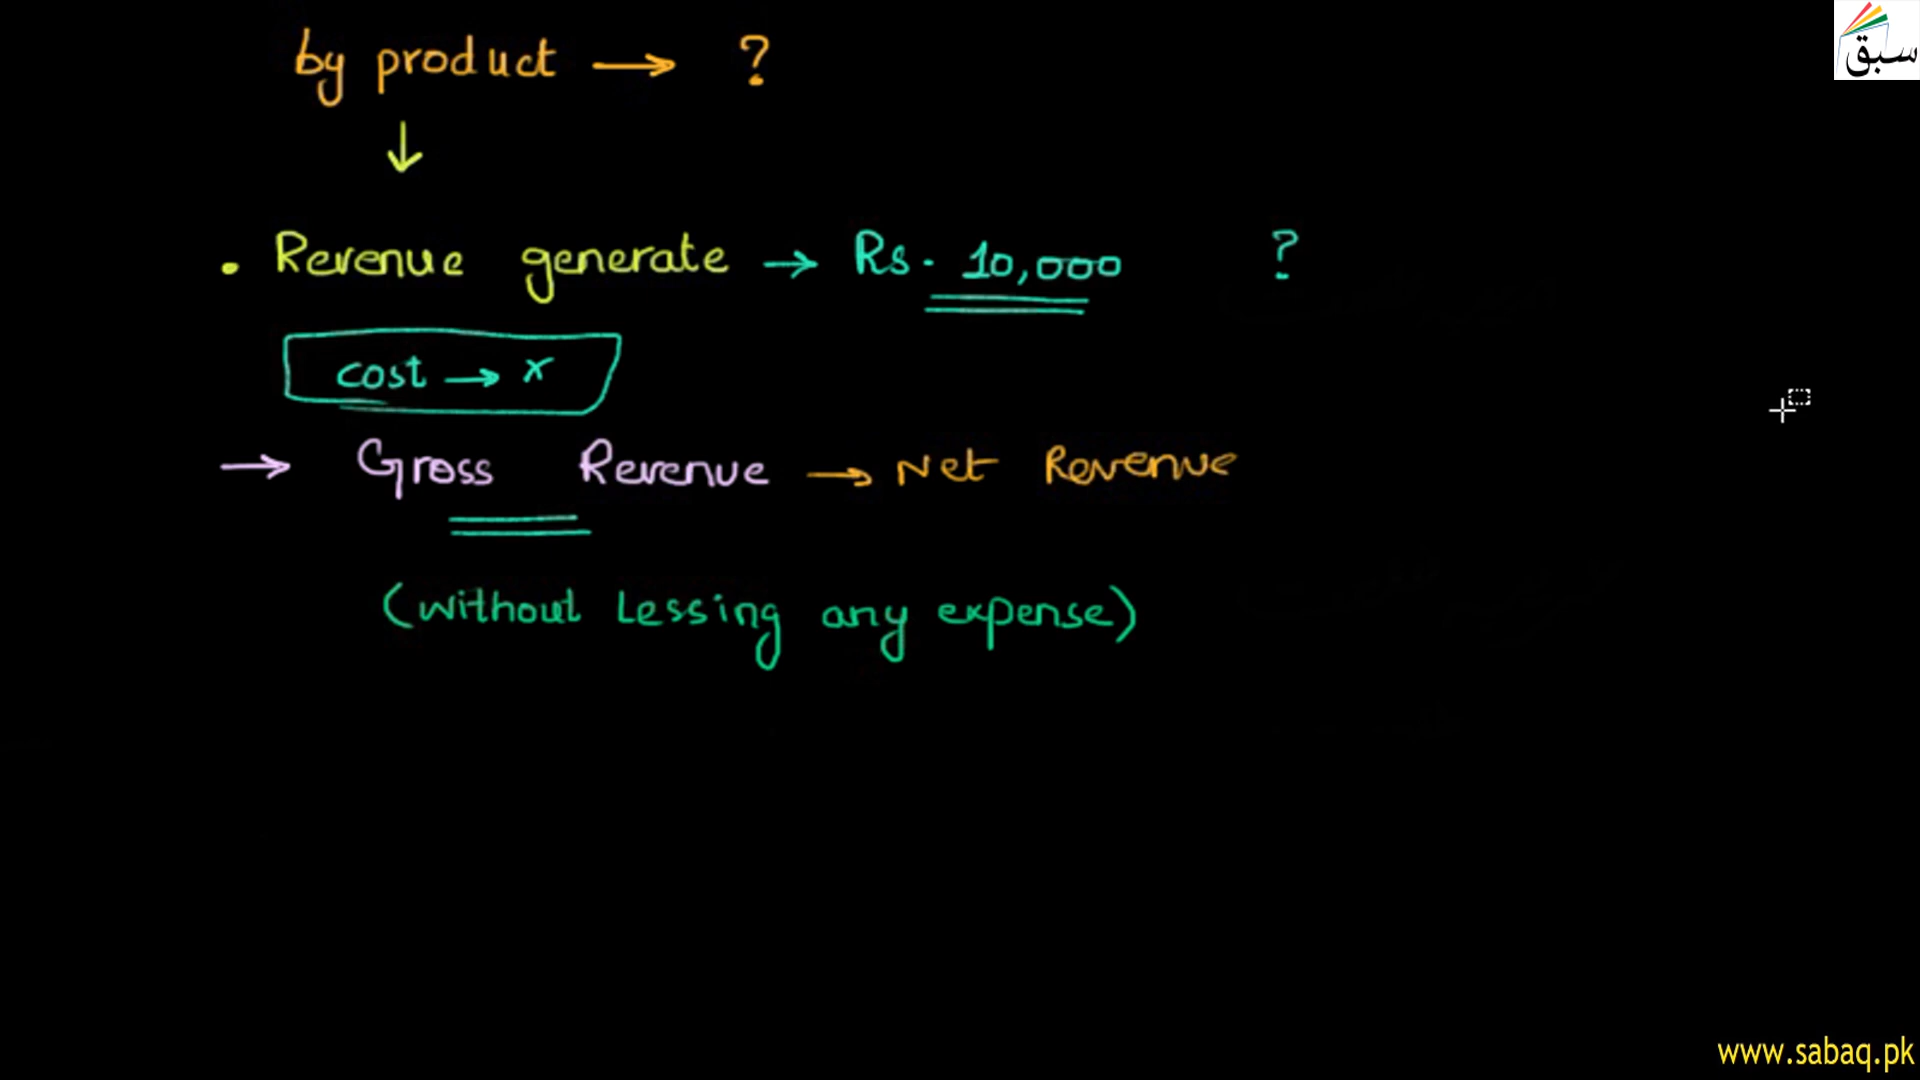 by product → ?
↓
سبق
• Revenue generate → Rs. 10,000 ?
cost → x
→ Gross Revenue → Net Revenue
(without Lessing any expense)
www.sabaq.pk